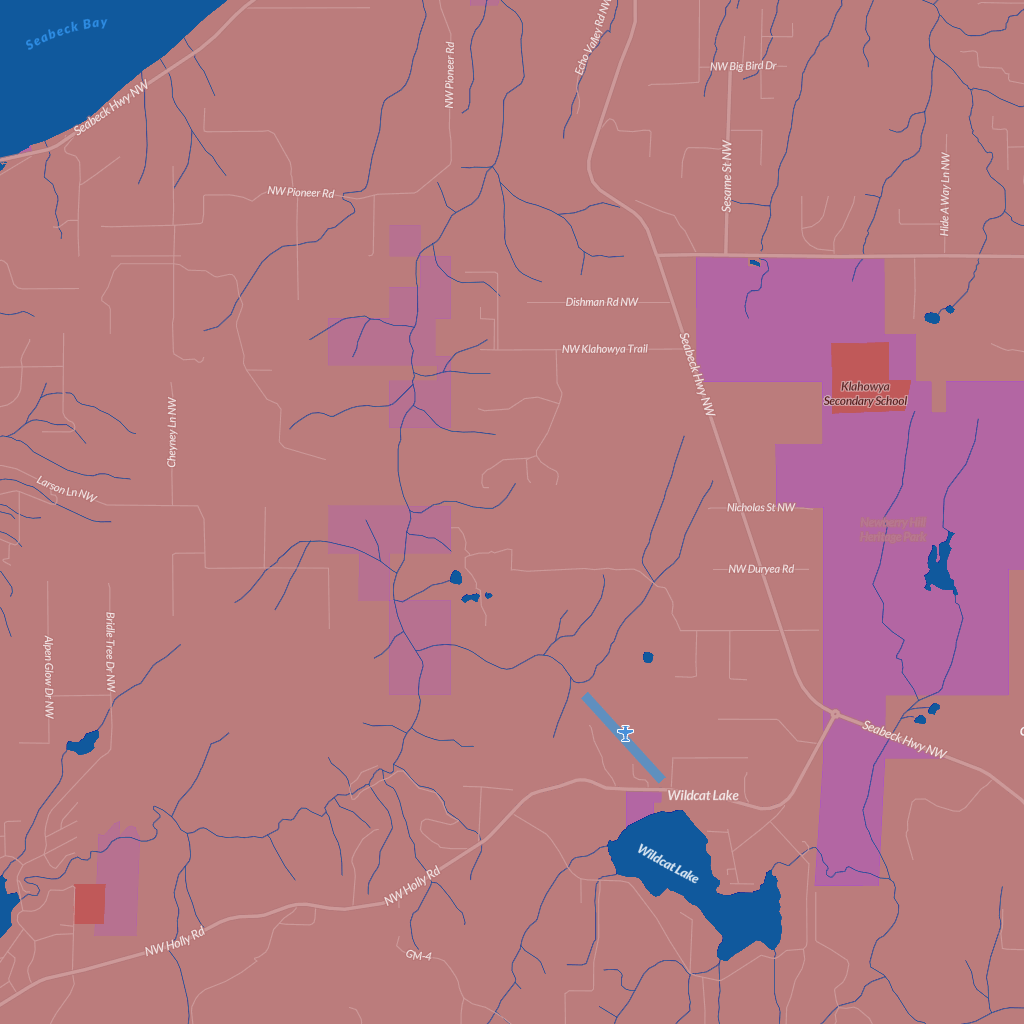 Seabeck Bay
Seabeck Hwy NW
NW Pioneer Rd
Echo Valley Rd NW
NW Big Bird Dr
NW Pioneer Rd
Sesame St NW
Hide A Way Ln NW
Dishman Rd NW
NW Klahowya Trail
Seabeck Hwy NW
Klahowya
Secondary School
Cheyney Ln NW
Larson Ln NW
Nicholas St NW
Newberry Hill
Heritage Park
NW Duryea Rd
Bridle Tree Dr NW
Alpen Glow Dr NW
Seabeck Hwy NW
Wildcat Lake
Wildcat Lake
NW Holly Rd
NW Holly Rd
GM-4